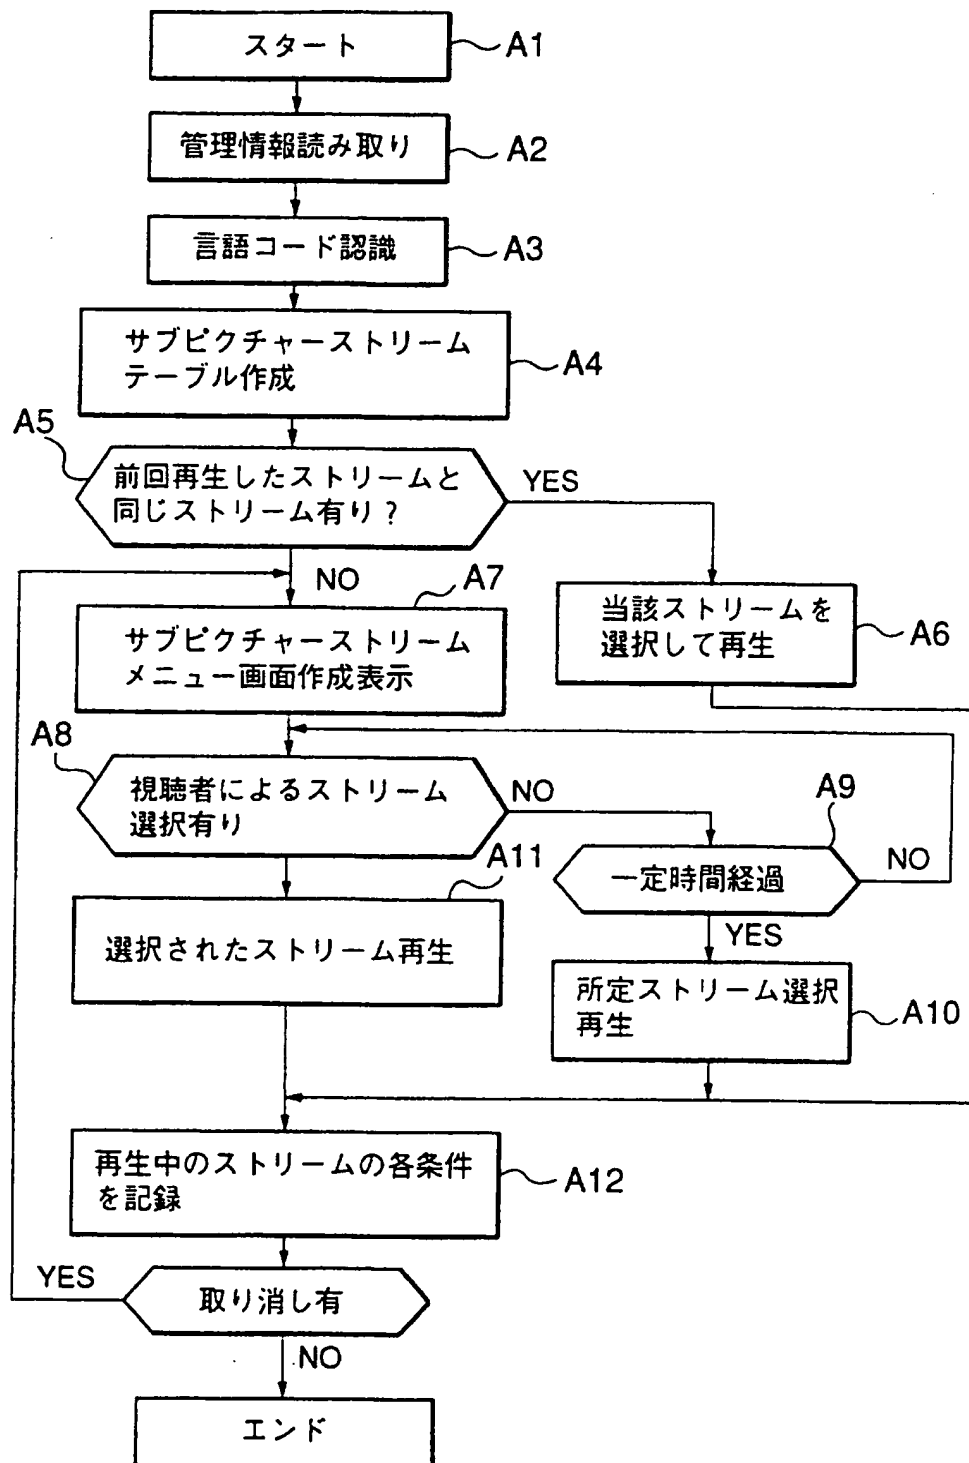 スタート
A1
管理情報読み取り
A2
言語コード認識
A3
サブピクチャーストリーム
テーブル作成
A4
A5
前回再生したストリームと
同じストリーム有り?
YES
NO
A7
サブピクチャーストリーム
メニュー画面作成表示
当該ストリームを
選択して再生
A6
A8
視聴者によるストリーム
選択有り
NO
A9
一定時間経過
NO
YES
A11
選択されたストリーム再生
所定ストリーム選択
再生
A10
再生中のストリームの各条件
を記録
A12
YES
取り消し有
NO
エンド